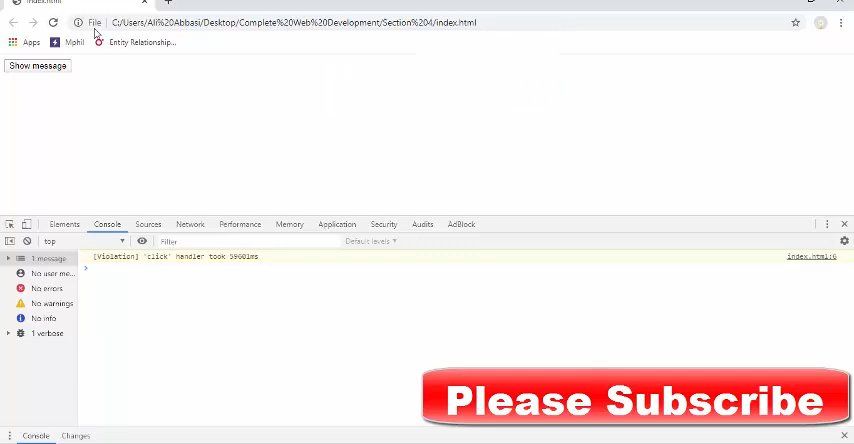 index.html
File C:/Users/Ali%20Abbasi/Desktop/Complete%20Web%20Development/Section%204/index.html
Apps Mphil Entity Relationship...
Show message
Elements Console Sources Network Performance Memory Application Security Audits AdBlock
top Filter Default levels
1 message [Violation] 'click' handler took 59601ms index.html:6
No user me...
No errors
No warnings
No info
1 verbose
Please Subscribe
Console Changes